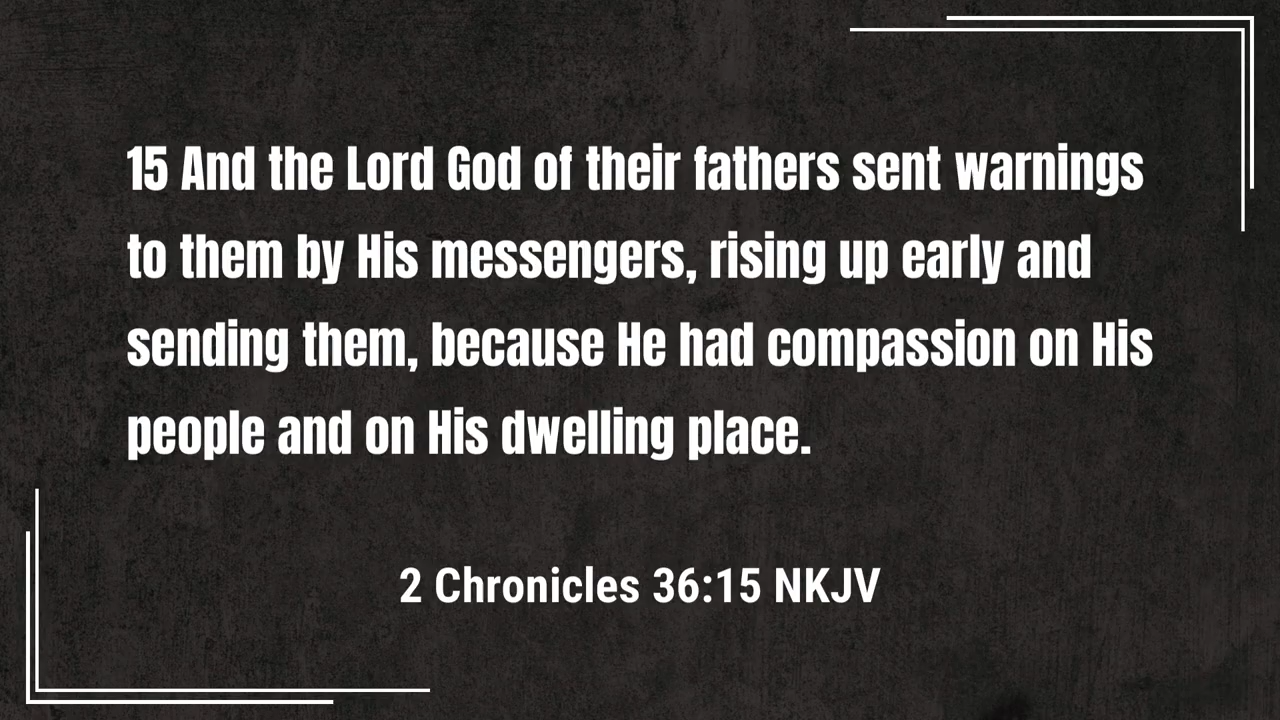 15 And the Lord God of their fathers sent warnings
to them by His messengers, rising up early and
sending them, because He had compassion on His
people and on His dwelling place.
2 Chronicles 36:15 NKJV